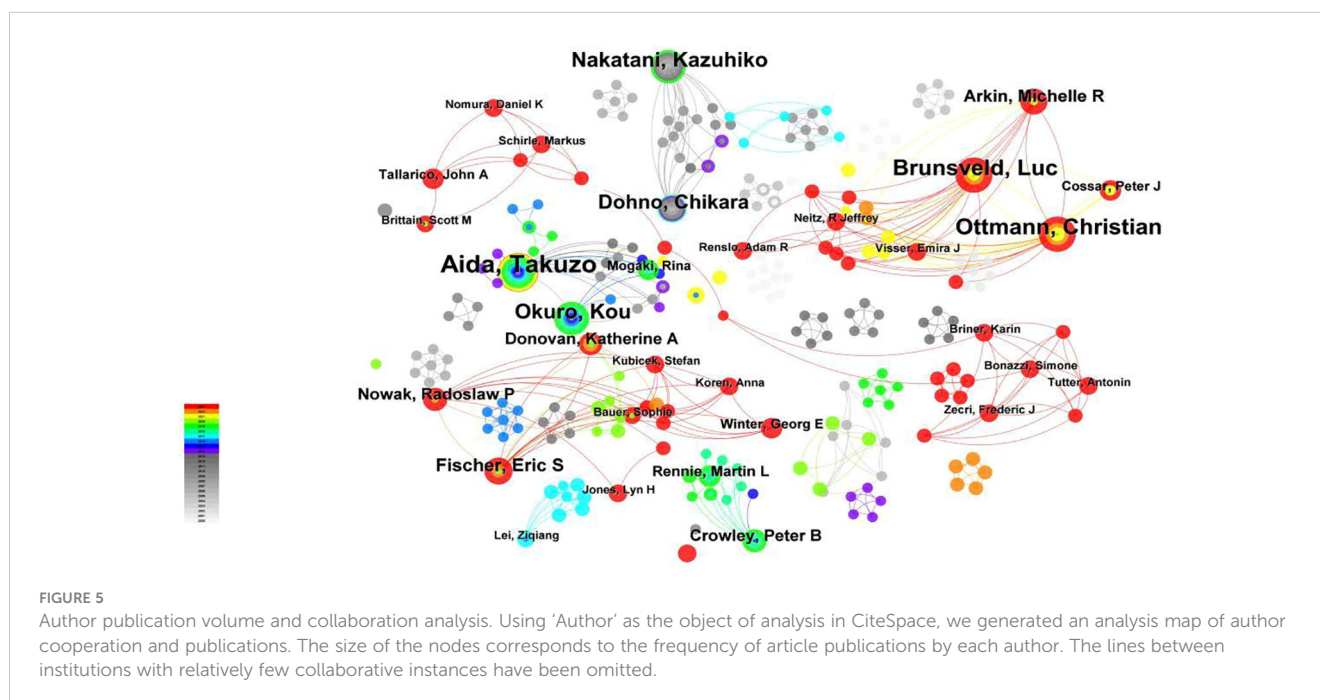 Nakatani, Kazuhiko
Arkin, Michelle R
Nomura, Daniel K
Schirle, Markus
Brunsveld, Luc
Tallarico, John A
Cossar, Peter J
Dohno, Chikara
Brittain, Scott M
Neitz, R Jeffrey
Ottmann, Christian
Renslo, Adam R
Visser, Emira J
Aida, Takuzo
Mogaki, Rina
Okuro, Kou
Donovan, Katherine A
Briner, Karin
Kubicek, Stefan
Bonazzi, Simone
Koren, Anna
Tutter, Antonin
Nowak, Radoslaw P
Bauer, Sophie
Zecri, Frederic J
Winter, Georg E
Fischer, Eric S
Rennie, Martin L
Jones, Lyn H
Lei, Ziqiang
Crowley, Peter B
FIGURE 5
Author publication volume and collaboration analysis. Using ‘Author’ as the object of analysis in CiteSpace, we generated an analysis map of author
cooperation and publications. The size of the nodes corresponds to the frequency of article publications by each author. The lines between
institutions with relatively few collaborative instances have been omitted.